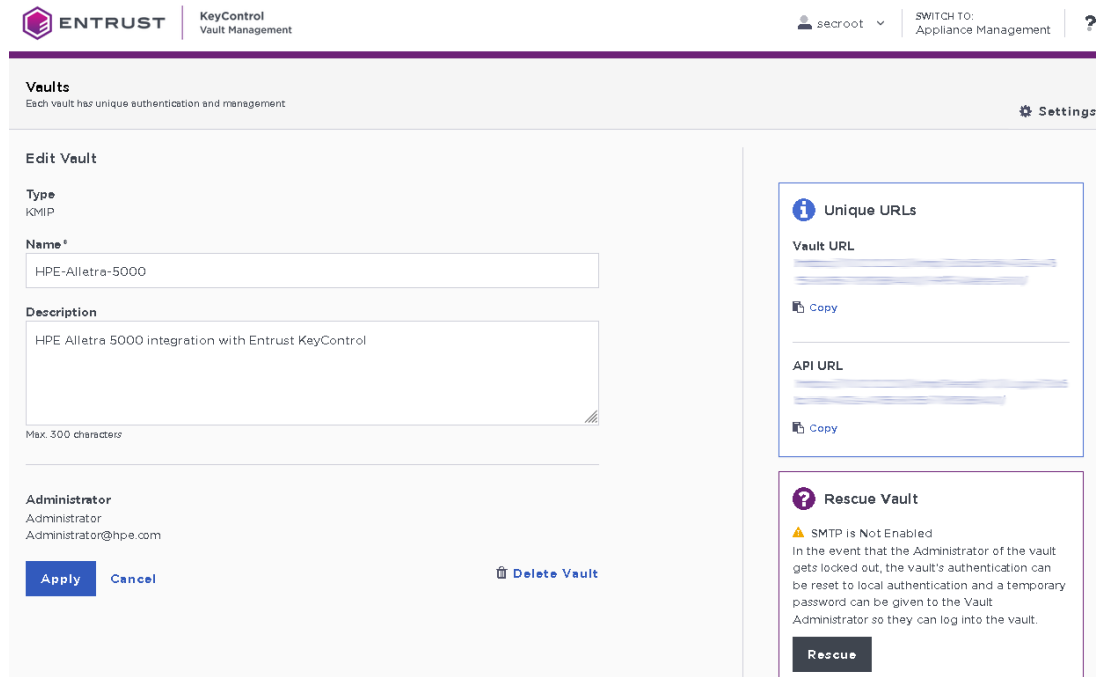 ENTRUST
KeyControl
Vault Management
secroot
SWITCH TO:
Appliance Management
?
Vaults
Each vault has unique authentication and management
Settings
Edit Vault
Type
KMIP
Name*
HPE-Alletra-5000
Description
HPE Alletra 5000 integration with Entrust KeyControl
Max. 300 characters
Administrator
Administrator
Administrator@hpe.com
Apply
Cancel
Delete Vault
Unique URLs
Vault URL
Copy
API URL
Copy
Rescue Vault
SMTP is Not Enabled
In the event that the Administrator of the vault
gets locked out, the vault's authentication can
be reset to local authentication and a temporary
password can be given to the Vault
Administrator so they can log into the vault.
Rescue